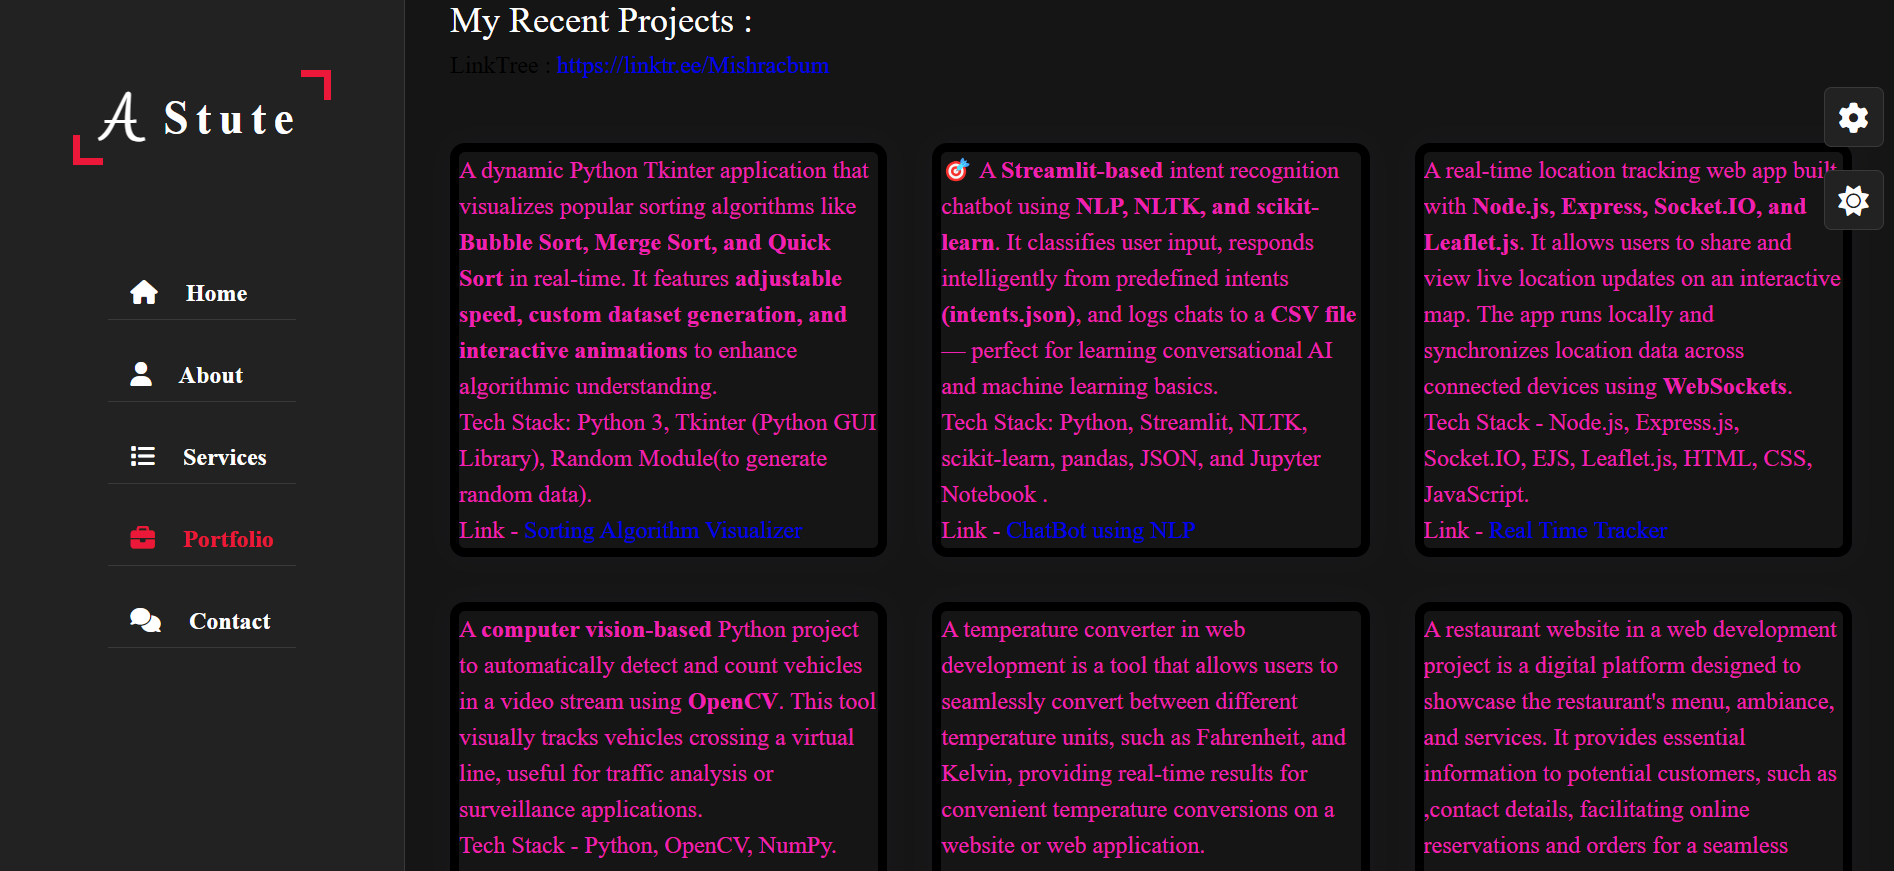 A Stute
Home
About
Services
Portfolio
Contact
My Recent Projects :
LinkTree : https://linktr.ee/Mishracbum
A dynamic Python Tkinter application that
visualizes popular sorting algorithms like
Bubble Sort, Merge Sort, and Quick
Sort in real-time. It features adjustable
speed, custom dataset generation, and
interactive animations to enhance
algorithmic understanding.
Tech Stack: Python 3, Tkinter (Python GUI
Library), Random Module(to generate
random data).
Link - Sorting Algorithm Visualizer
🎯 A Streamlit-based intent recognition
chatbot using NLP, NLTK, and scikit-
learn. It classifies user input, responds
intelligently from predefined intents
(intents.json), and logs chats to a CSV file
— perfect for learning conversational AI
and machine learning basics.
Tech Stack: Python, Streamlit, NLTK,
scikit-learn, pandas, JSON, and Jupyter
Notebook .
Link - ChatBot using NLP
A real-time location tracking web app built
with Node.js, Express, Socket.IO, and
Leaflet.js. It allows users to share and
view live location updates on an interactive
map. The app runs locally and
synchronizes location data across
connected devices using WebSockets.
Tech Stack - Node.js, Express.js,
Socket.IO, EJS, Leaflet.js, HTML, CSS,
JavaScript.
Link - Real Time Tracker
A computer vision-based Python project
to automatically detect and count vehicles
in a video stream using OpenCV. This tool
visually tracks vehicles crossing a virtual
line, useful for traffic analysis or
surveillance applications.
Tech Stack - Python, OpenCV, NumPy.
A temperature converter in web
development is a tool that allows users to
seamlessly convert between different
temperature units, such as Fahrenheit, and
Kelvin, providing real-time results for
convenient temperature conversions on a
website or web application.
A restaurant website in a web development
project is a digital platform designed to
showcase the restaurant's menu, ambiance,
and services. It provides essential
information to potential customers, such as
,contact details, facilitating online
reservations and orders for a seamless